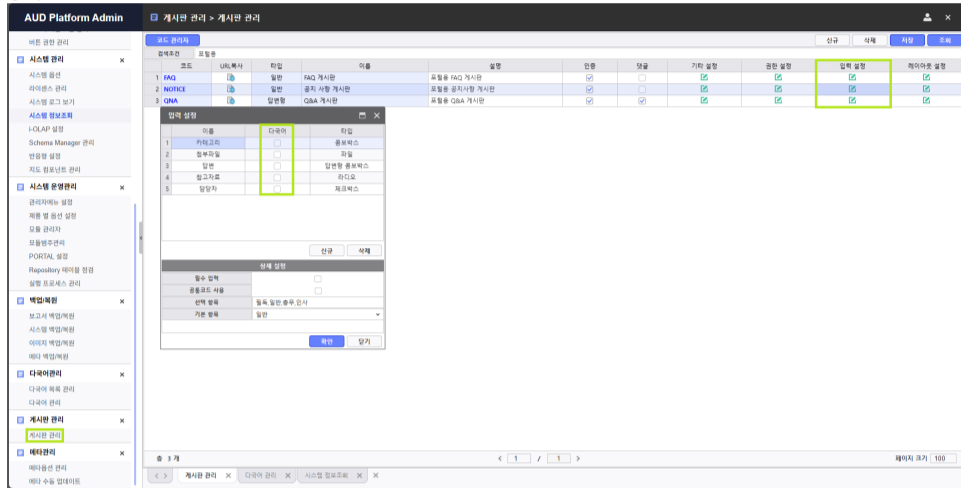 AUD Platform Admin
게시판 관리 > 게시판 관리
버튼 권한 관리
시스템 관리
시스템 옵션
라이센스 관리
시스템 로그 보기
시스템 정보조회
i-OLAP 설정
Schema Manager 관리
반응형 설정
지도 컴포넌트 관리
시스템 운영관리
관리자메뉴 설정
제품 별 옵션 설정
모듈 관리자
모듈범주관리
PORTAL 설정
Repository 테이블 점검
실행 프로세스 관리
백업/복원
보고서 백업/복원
시스템 백업/복원
이미지 백업/복원
메타 백업/복원
다국어관리
다국어 목록 관리
다국어 관리
게시판 관리
게시판 관리
메타관리
메타옵션 관리
메타 수동 업데이트
코드 관리자 신규 삭제 저장 조회
검색조건 포털용
코드 URL복사 타입 이름 설명 인증 댓글 기타 설정 권한 설정 입력 설정 레이아웃 설정
1 FAQ 일반 FAQ 게시판 포털용 FAQ 게시판
2 NOTICE 일반 공지 사항 게시판 포털용 공지사항 게시판
3 QNA 답변형 Q&A 게시판 포털용 Q&A 게시판
입력 설정
이름 다국어 타입
1 카테고리 콤보박스
2 첨부파일 파일
3 답변 답변형 콤보박스
4 참고자료 라디오
5 담당자 체크박스
신규 삭제
상세 설정
필수 입력
공통코드 사용
선택 항목 필독,일반,총무,인사
기본 항목 일반
확인 닫기
총 3 개 < 1 / 1 > 페이지 크기 100
< > 게시판 관리 × 다국어 관리 × 시스템 정보조회 × ×